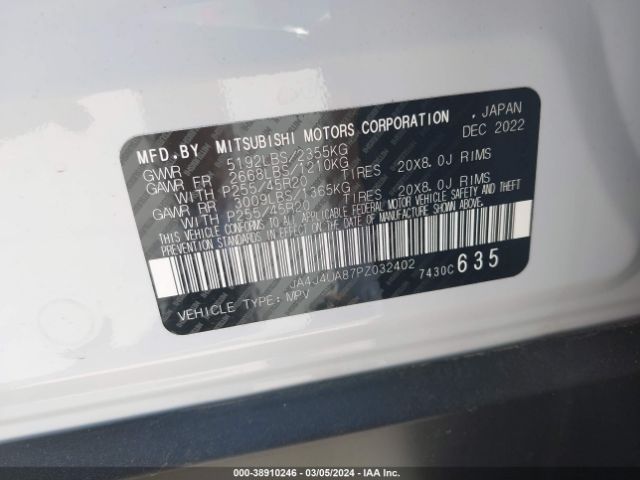 MFD.BY MITSUBISHI MOTORS CORPORATION , JAPAN
DEC 2022
GVWR 5192LBS/2355KG
GAWR FR 2668LBS/1210KG
WITH P255/45R20 TIRES 20X8.0J RIMS
GAWR RR 3009LBS/1365KG
WITH P255/45R20 TIRES 20X8.0J RIMS
THIS VEHICLE CONFORMS TO ALL APPLICABLE FEDERAL MOTOR VEHICLE
SAFETY STANDARDS IN EFFECT ON THE DATE OF MANUFACTURE SHOWN ABOVE.
JA4J4UA87PZ032402 7430C 635
VEHICLE TYPE: MPV
000-38910246 — 03/05/2024 — IAA Inc.